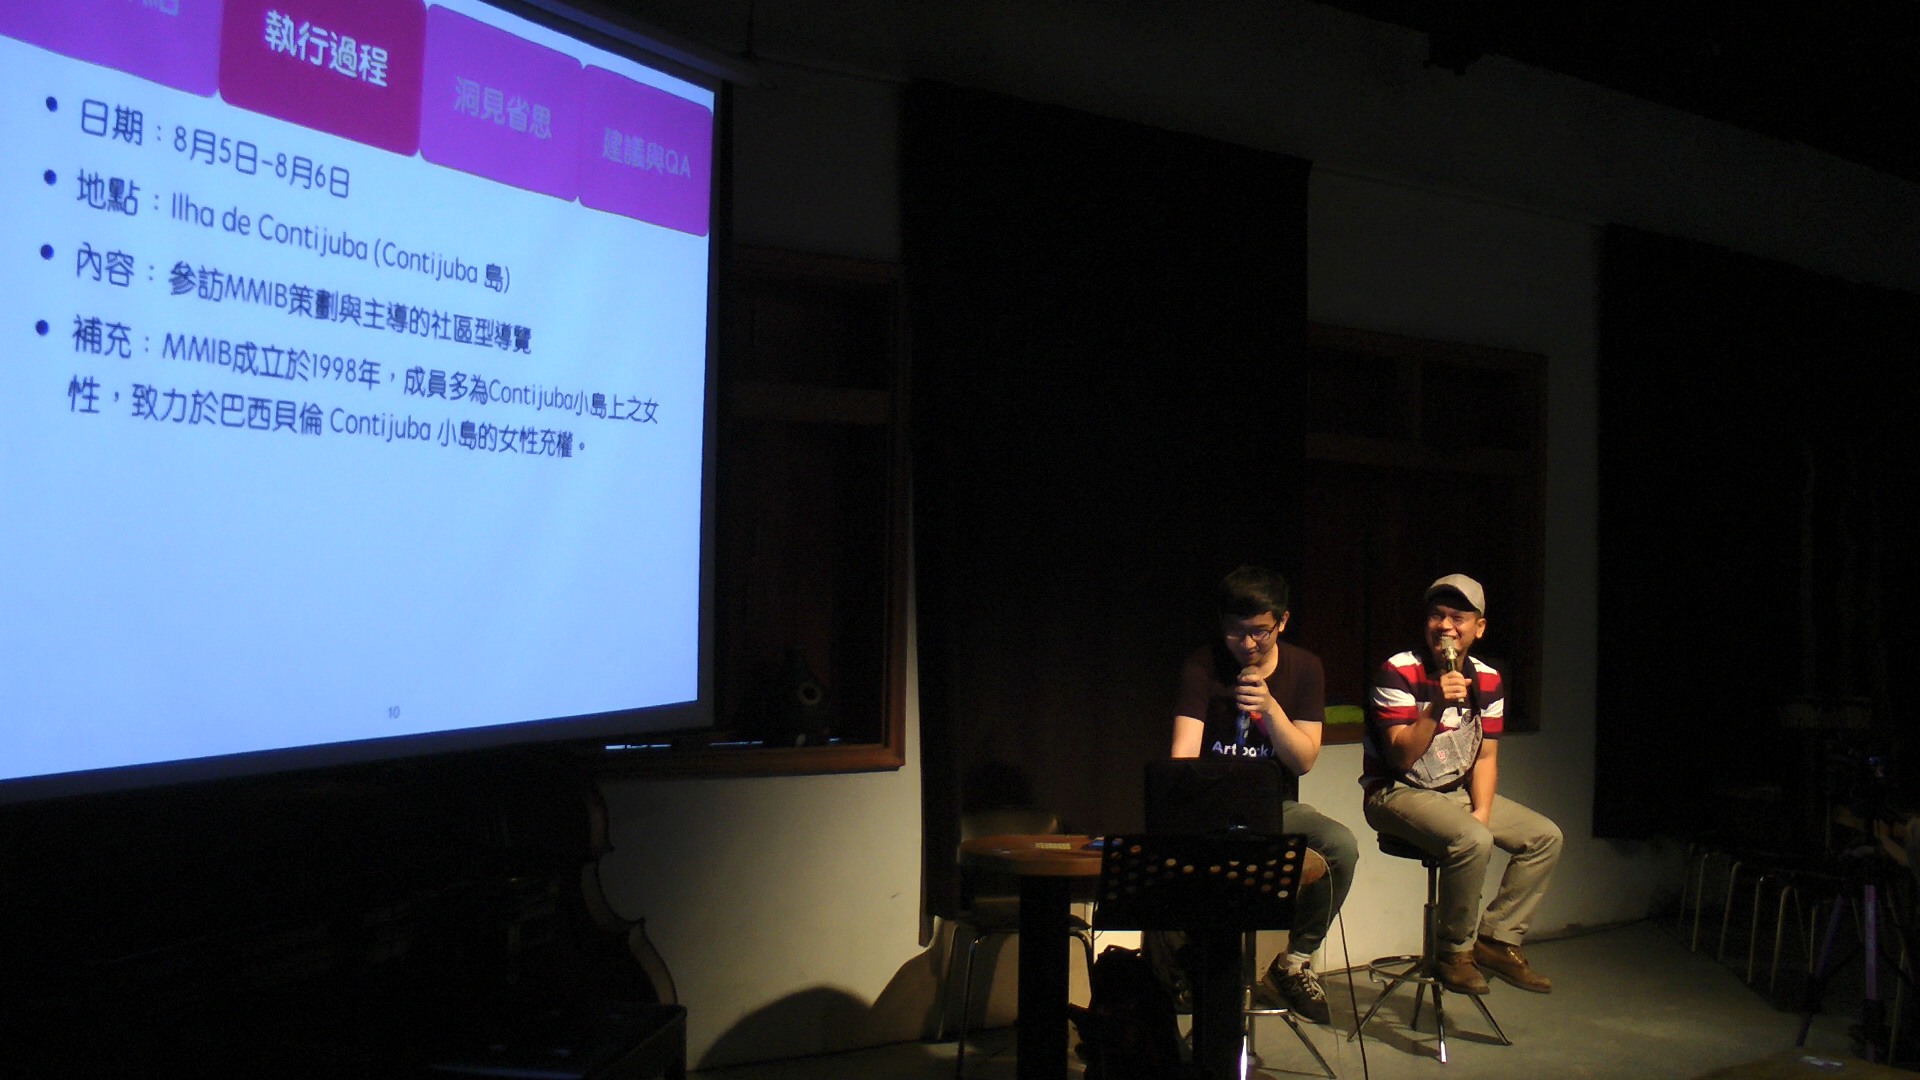 執行過程
洞見省思
建議與QA
• 日期：8月5日-8月6日
• 地點：Ilha de Contijuba (Contijuba 島)
• 內容：參訪MMIB策劃與主導的社區型導覽
• 補充：MMIB成立於1998年，成員多為Contijuba小島上之女
性，致力於巴西貝倫 Contijuba 小島的女性充權。
10